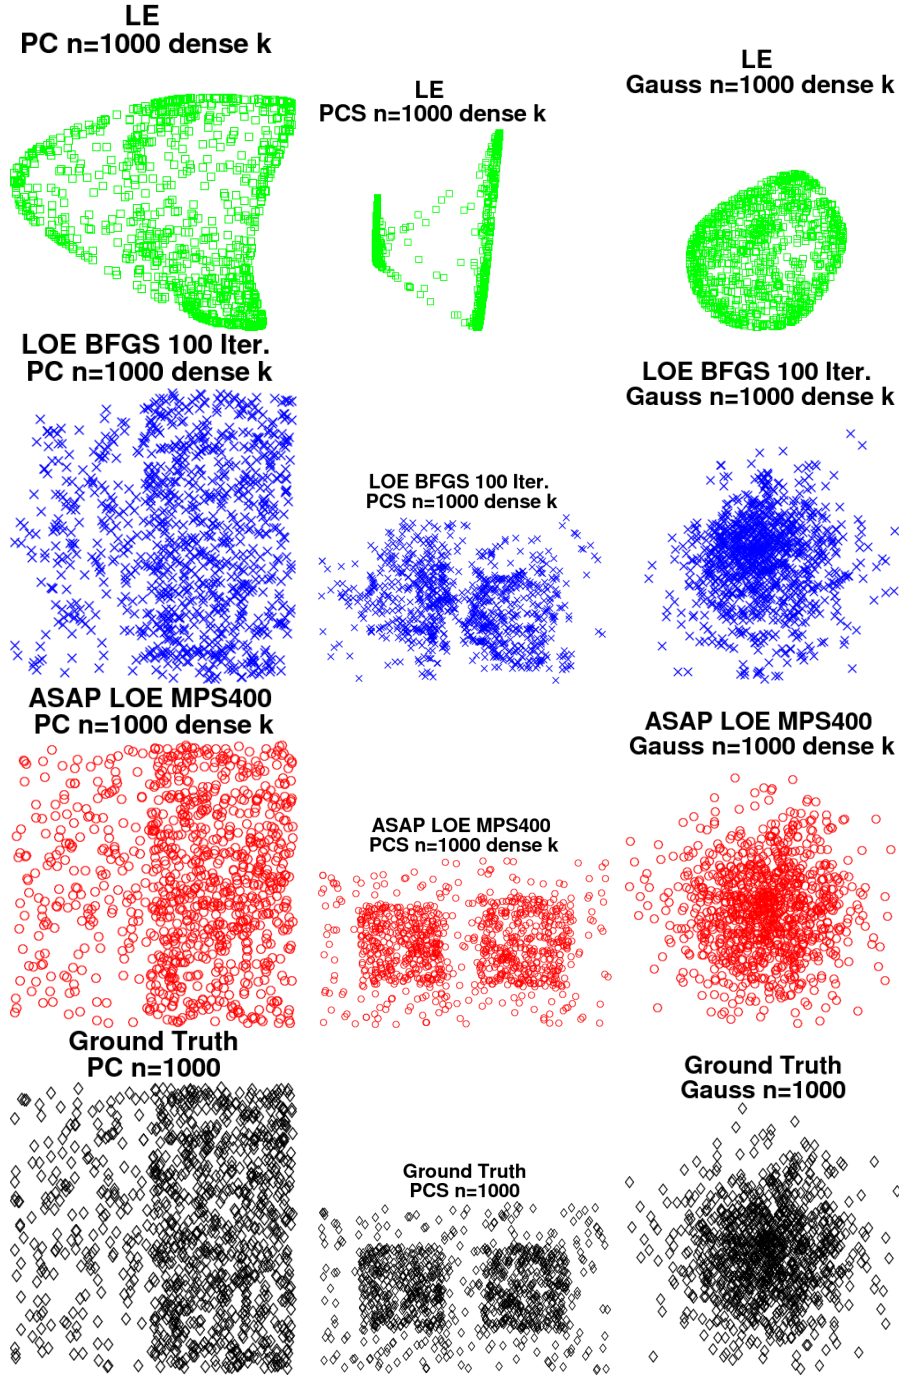 LE
PC n=1000 dense k
LE
PCS n=1000 dense k
LE
Gauss n=1000 dense k
LOE BFGS 100 Iter.
PC n=1000 dense k
LOE BFGS 100 Iter.
PCS n=1000 dense k
LOE BFGS 100 Iter.
Gauss n=1000 dense k
ASAP LOE MPS400
PC n=1000 dense k
ASAP LOE MPS400
PCS n=1000 dense k
ASAP LOE MPS400
Gauss n=1000 dense k
Ground Truth
PC n=1000
Ground Truth
PCS n=1000
Ground Truth
Gauss n=1000